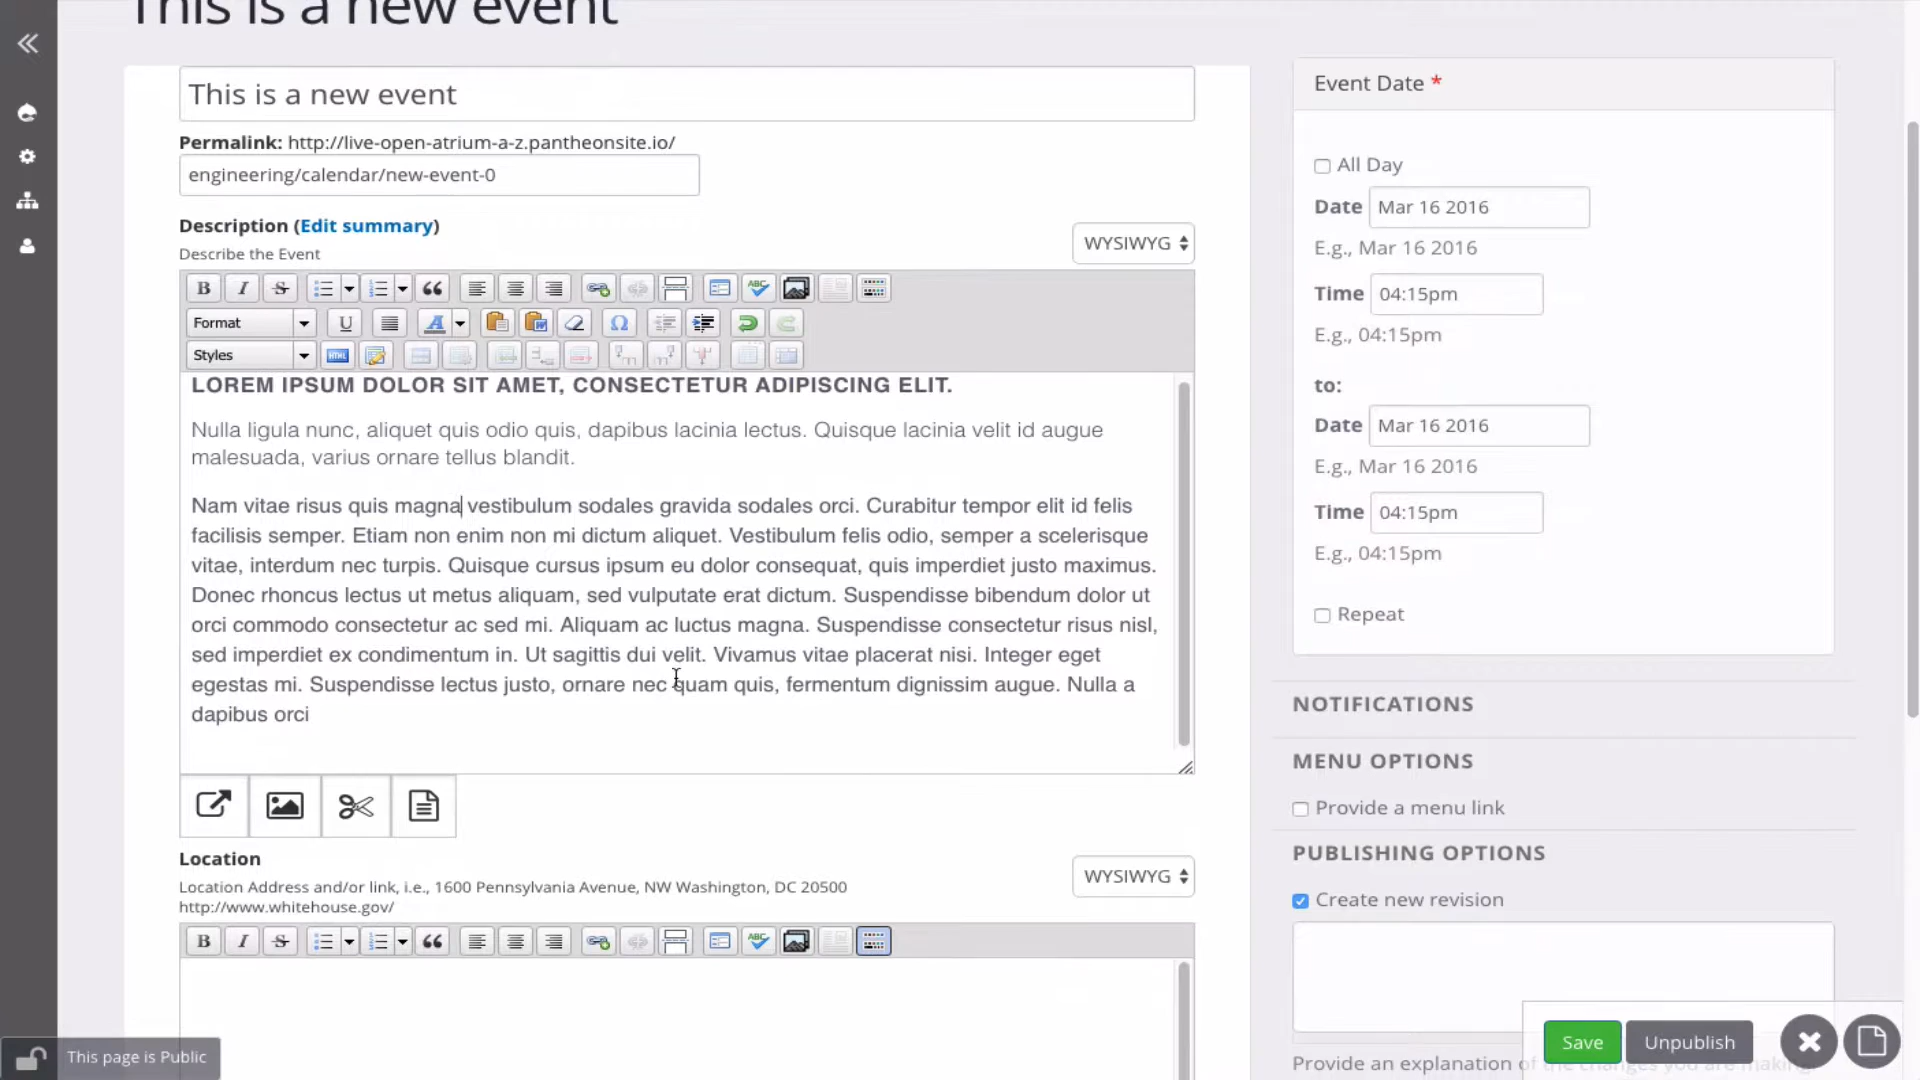 This is a new event
This is a new event
Permalink: http://live-open-atrium-a-z.pantheonsite.io/
engineering/calendar/new-event-0
Description (Edit summary)
Describe the Event
WYSIWYG
B I S ABC
Format U A Ω
Styles HTML
LOREM IPSUM DOLOR SIT AMET, CONSECTETUR ADIPISCING ELIT.
Nulla ligula nunc, aliquet quis odio quis, dapibus lacinia lectus. Quisque lacinia velit id augue
malesuada, varius ornare tellus blandit.
Nam vitae risus quis magna vestibulum sodales gravida sodales orci. Curabitur tempor elit id felis
facilisis semper. Etiam non enim non mi dictum aliquet. Vestibulum felis odio, semper a scelerisque
vitae, interdum nec turpis. Quisque cursus ipsum eu dolor consequat, quis imperdiet justo maximus.
Donec rhoncus lectus ut metus aliquam, sed vulputate erat dictum. Suspendisse bibendum dolor ut
orci commodo consectetur ac sed mi. Aliquam ac luctus magna. Suspendisse consectetur risus nisl,
sed imperdiet ex condimentum in. Ut sagittis dui velit. Vivamus vitae placerat nisi. Integer eget
egestas mi. Suspendisse lectus justo, ornare nec quam quis, fermentum dignissim augue. Nulla a
dapibus orci
Location
Location Address and/or link, i.e., 1600 Pennsylvania Avenue, NW Washington, DC 20500
http://www.whitehouse.gov/
WYSIWYG
B I S ABC
This page is Public
Event Date *
All Day
Date Mar 16 2016
E.g., Mar 16 2016
Time 04:15pm
E.g., 04:15pm
to:
Date Mar 16 2016
E.g., Mar 16 2016
Time 04:15pm
E.g., 04:15pm
Repeat
NOTIFICATIONS
MENU OPTIONS
Provide a menu link
PUBLISHING OPTIONS
Create new revision
Save Unpublish
Provide an explanation of the changes you are making.